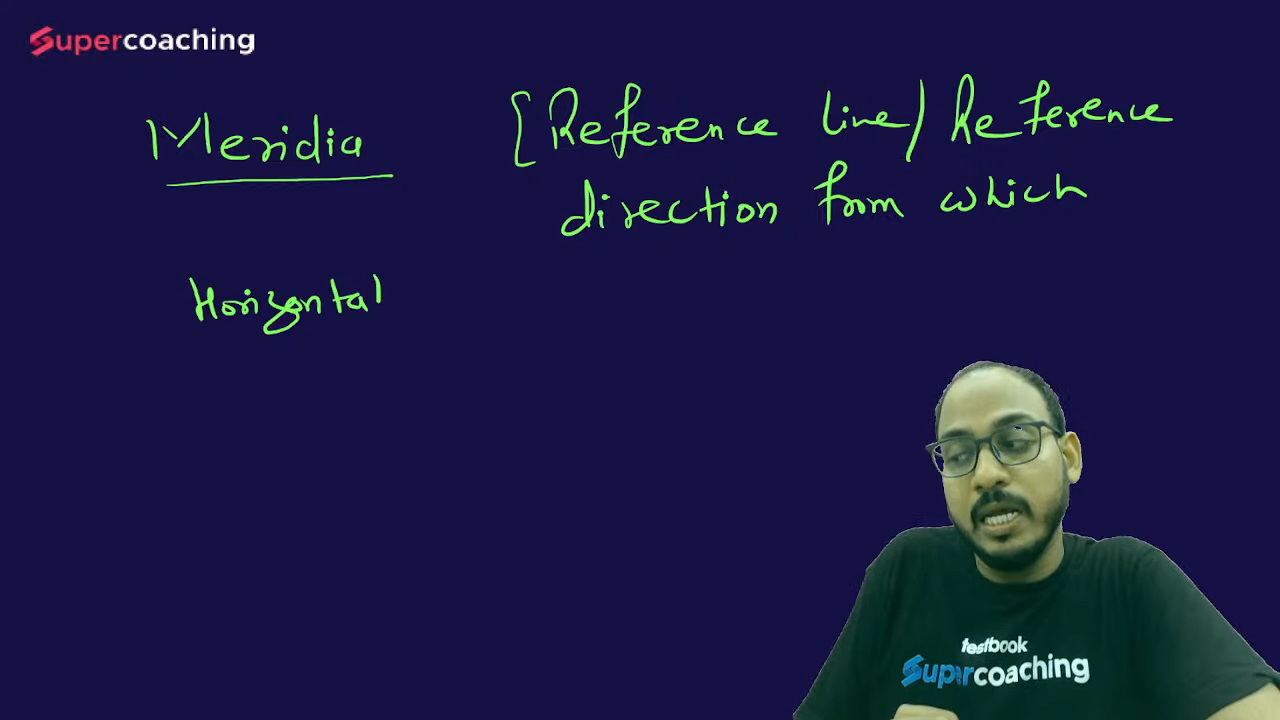 Supercoaching
Meridia
[Reference line/Reference
direction from which
Horizontal
testbook
Supercoaching